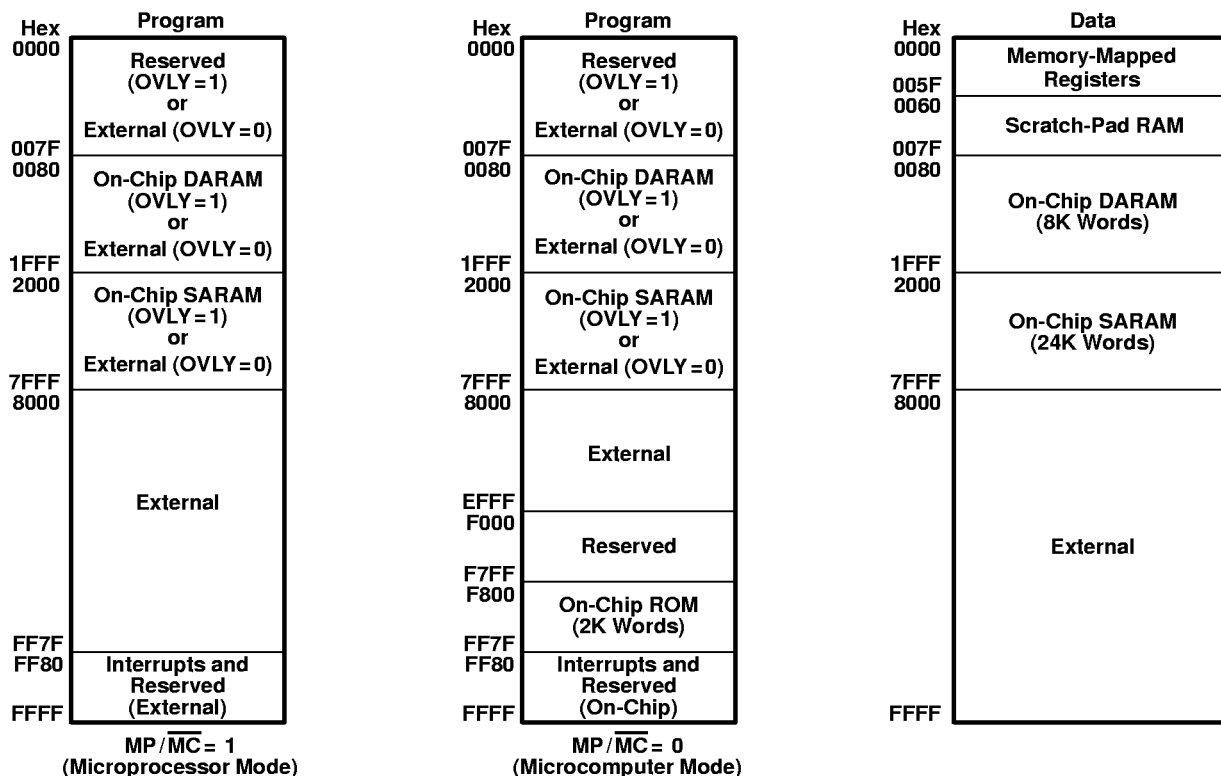 Hex
Program
0000
Reserved
(OVLY = 1)
or
External (OVLY = 0)
007F
0080
On-Chip DARAM
(OVLY = 1)
or
External (OVLY = 0)
1FFF
2000
On-Chip SARAM
(OVLY = 1)
or
External (OVLY = 0)
7FFF
8000
External
FF7F
FF80
Interrupts and
Reserved
(External)
FFFF
MP/M̅C̅ = 1
(Microprocessor Mode)
Hex
Program
0000
Reserved
(OVLY = 1)
or
External (OVLY = 0)
007F
0080
On-Chip DARAM
(OVLY = 1)
or
External (OVLY = 0)
1FFF
2000
On-Chip SARAM
(OVLY = 1)
or
External (OVLY = 0)
7FFF
8000
External
EFFF
F000
Reserved
F7FF
F800
On-Chip ROM
(2K Words)
FF7F
FF80
Interrupts and
Reserved
(On-Chip)
FFFF
MP/M̅C̅ = 0
(Microcomputer Mode)
Hex
Data
0000
Memory-Mapped
Registers
005F
0060
Scratch-Pad RAM
007F
0080
On-Chip DARAM
(8K Words)
1FFF
2000
On-Chip SARAM
(24K Words)
7FFF
8000
External
FFFF